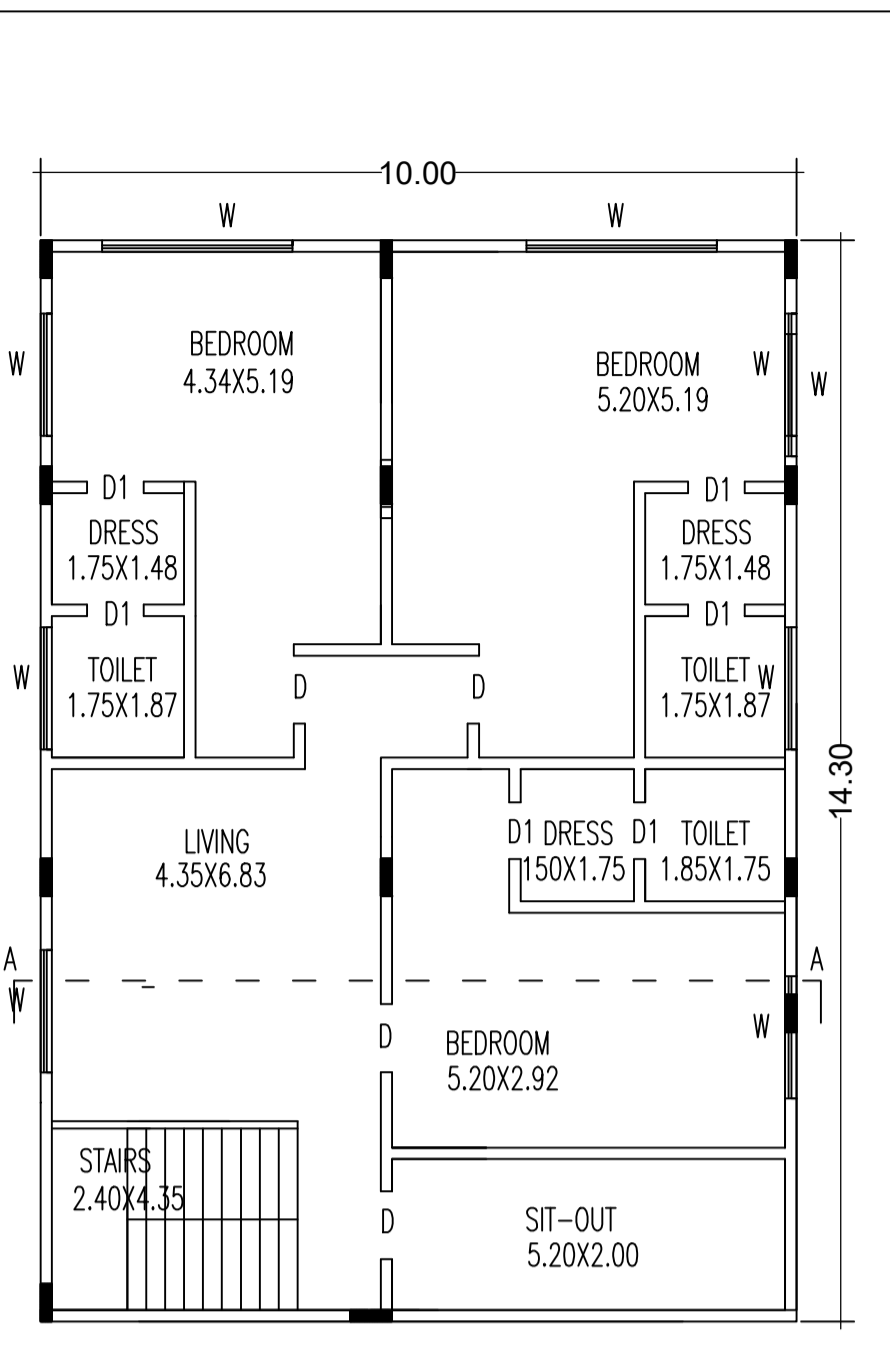 10.00
W
W
BEDROOM
4.34X5.19
W
BEDROOM
5.20X5.19
W
W
D1
DRESS
1.75X1.48
D1
DRESS
1.75X1.48
D1
TOILET
1.75X1.87
W
D1
TOILET
1.75X1.87
W
D
D
14.30
LIVING
4.35X6.83
D1
DRESS
150X1.75
D1
TOILET
1.85X1.75
A
A
W
D
BEDROOM
5.20X2.92
W
STAIRS
2.40X4.35
D
SIT-OUT
5.20X2.00